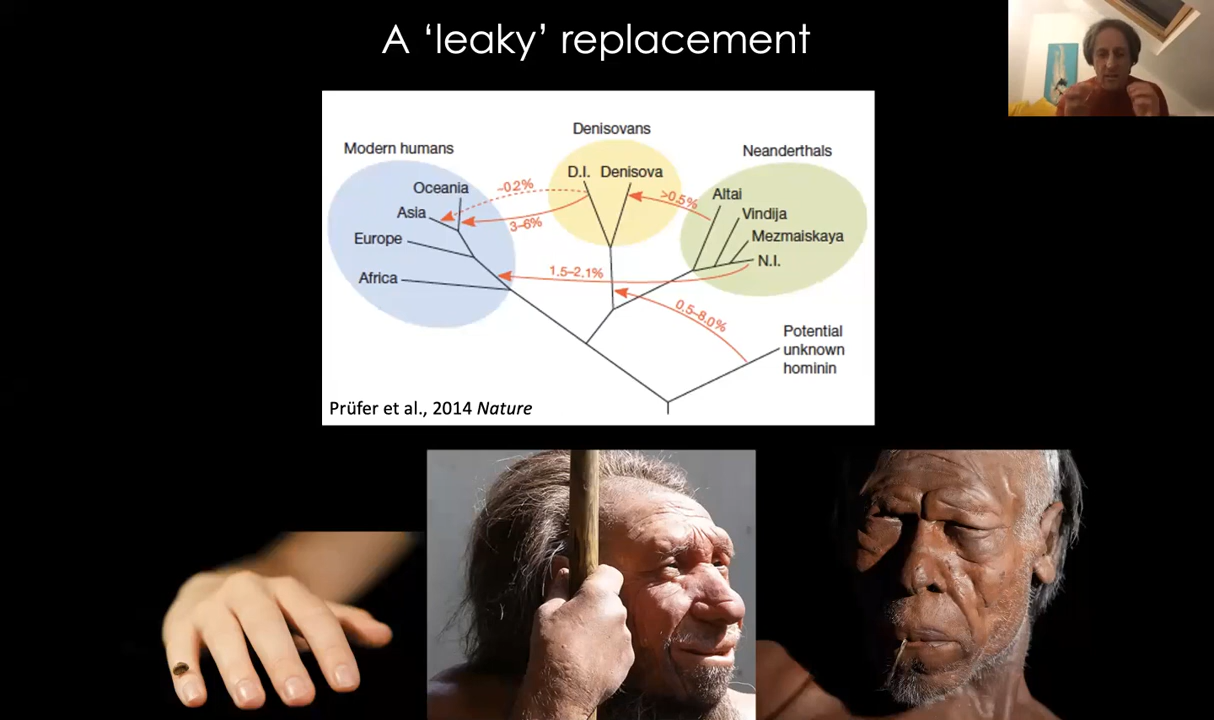 A ‘leaky’ replacement
Denisovans
Modern humans
Neanderthals
D.I. Denisova
Oceania
~0.2%
>0.5%
Altai
Asia
3–6%
Vindija
Europe
Mezmaiskaya
N.I.
Africa
1.5–2.1%
0.5–8.0%
Potential
unknown
hominin
Prüfer et al., 2014 Nature